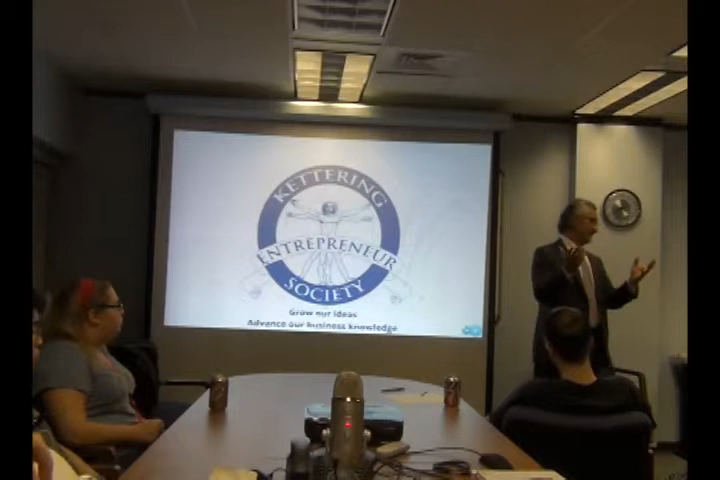 KETTERING
ENTREPRENEUR
SOCIETY
Grow our ideas
Advance our business knowledge